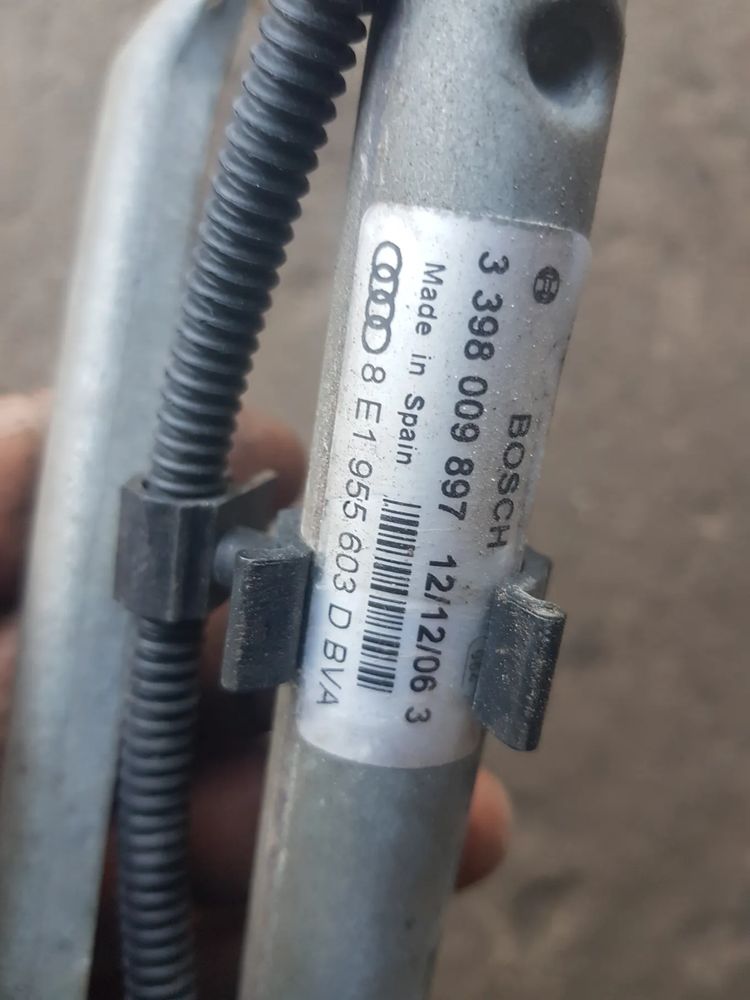 BOSCH
3 398 009 897 12/12/06 3
Made in Spain
8 E1 955 603 D BVA